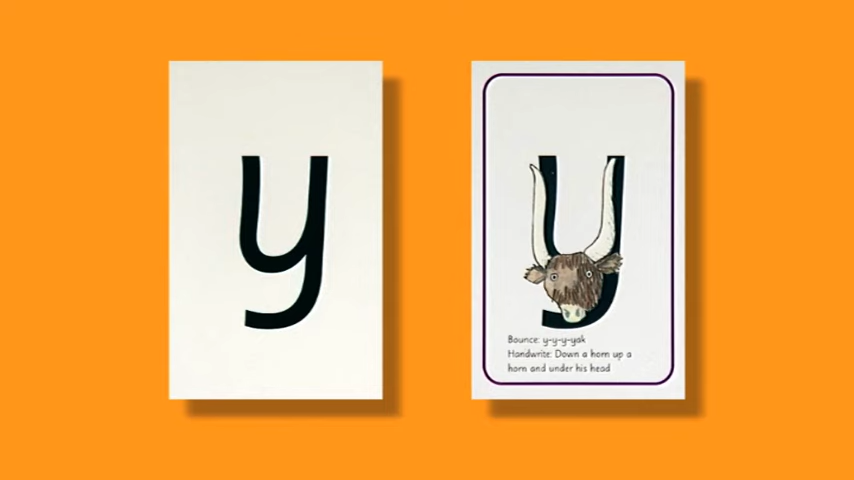 y
y
Bounce: y-y-y-yak
Handwrite: Down a horn up a
horn and under his head